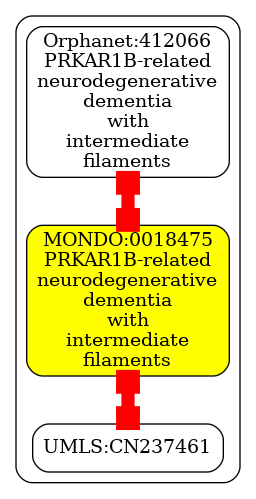 Orphanet:412066
PRKAR1B-related
neurodegenerative
dementia
with
intermediate
filaments
MONDO:0018475
PRKAR1B-related
neurodegenerative
dementia
with
intermediate
filaments
UMLS:CN237461